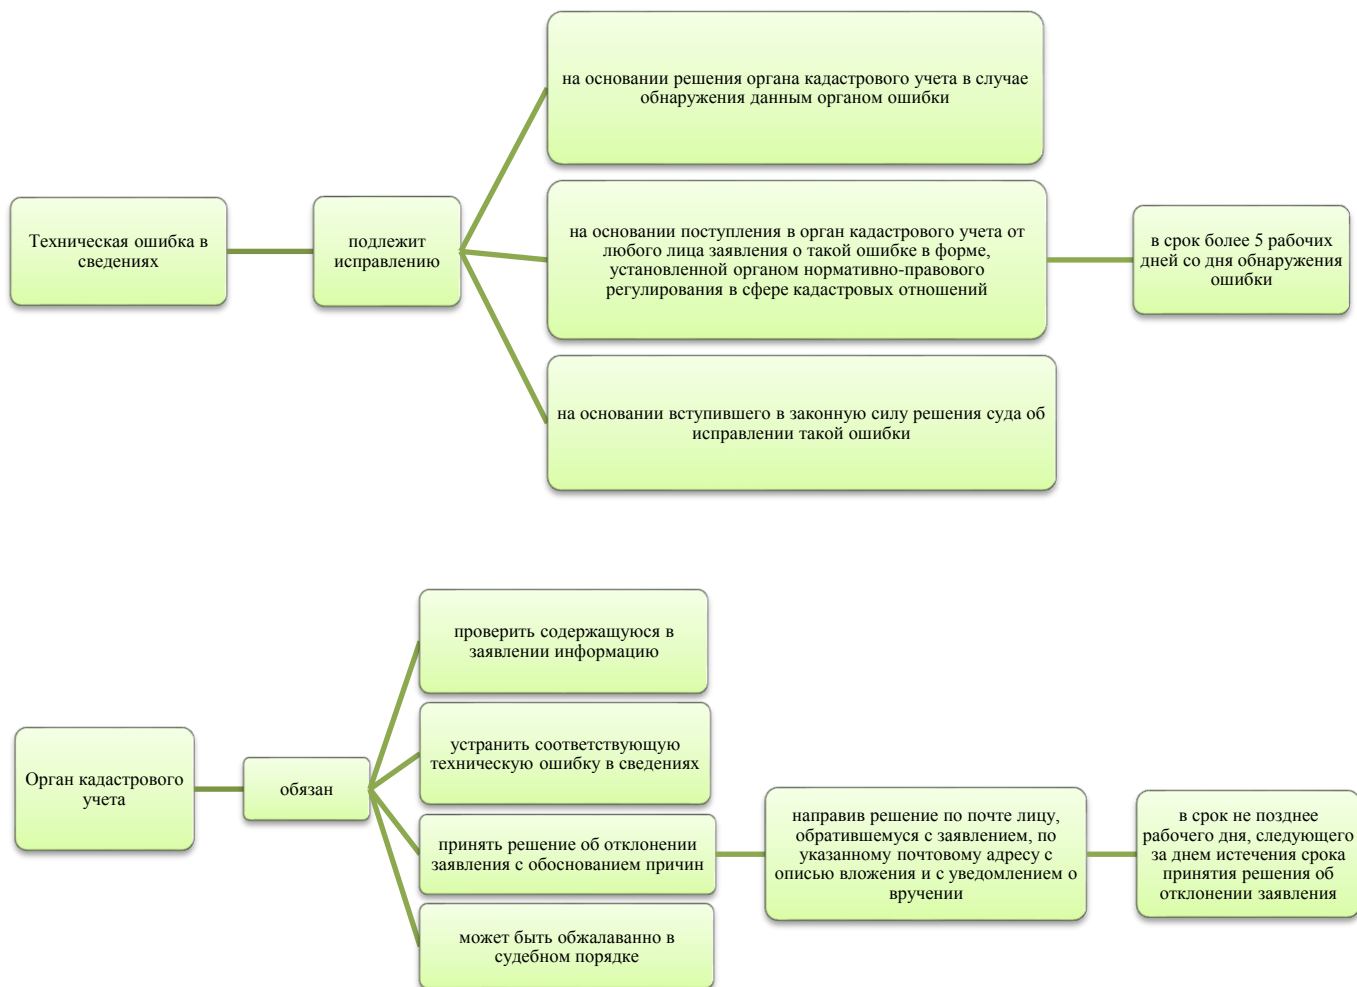 на основании решения органа кадастрового учета в случае
обнаружения данным органом ошибки
Техническая ошибка в
сведениях
подлежит
исправлению
на основании поступления в орган кадастрового учета от
любого лица заявления о такой ошибке в форме,
установленной органом нормативно-правового
регулирования в сфере кадастровых отношений
в срок более 5 рабочих
дней со дня обнаружения
ошибки
на основании вступившего в законную силу решения суда об
исправлении такой ошибки
Орган кадастрового
учета
обязан
проверить содержащуюся в
заявлении информацию
устранить соответствующую
техническую ошибку в сведениях
принять решение об отклонении
заявления с обоснованием причин
направив решение по почте лицу,
обратившемуся с заявлением, по
указанному почтовому адресу с
описью вложения и с уведомлением о
вручении
в срок не позднее
рабочего дня, следующего
за днем истечения срока
принятия решения об
отклонении заявления
может быть обжалаванно в
судебном порядке